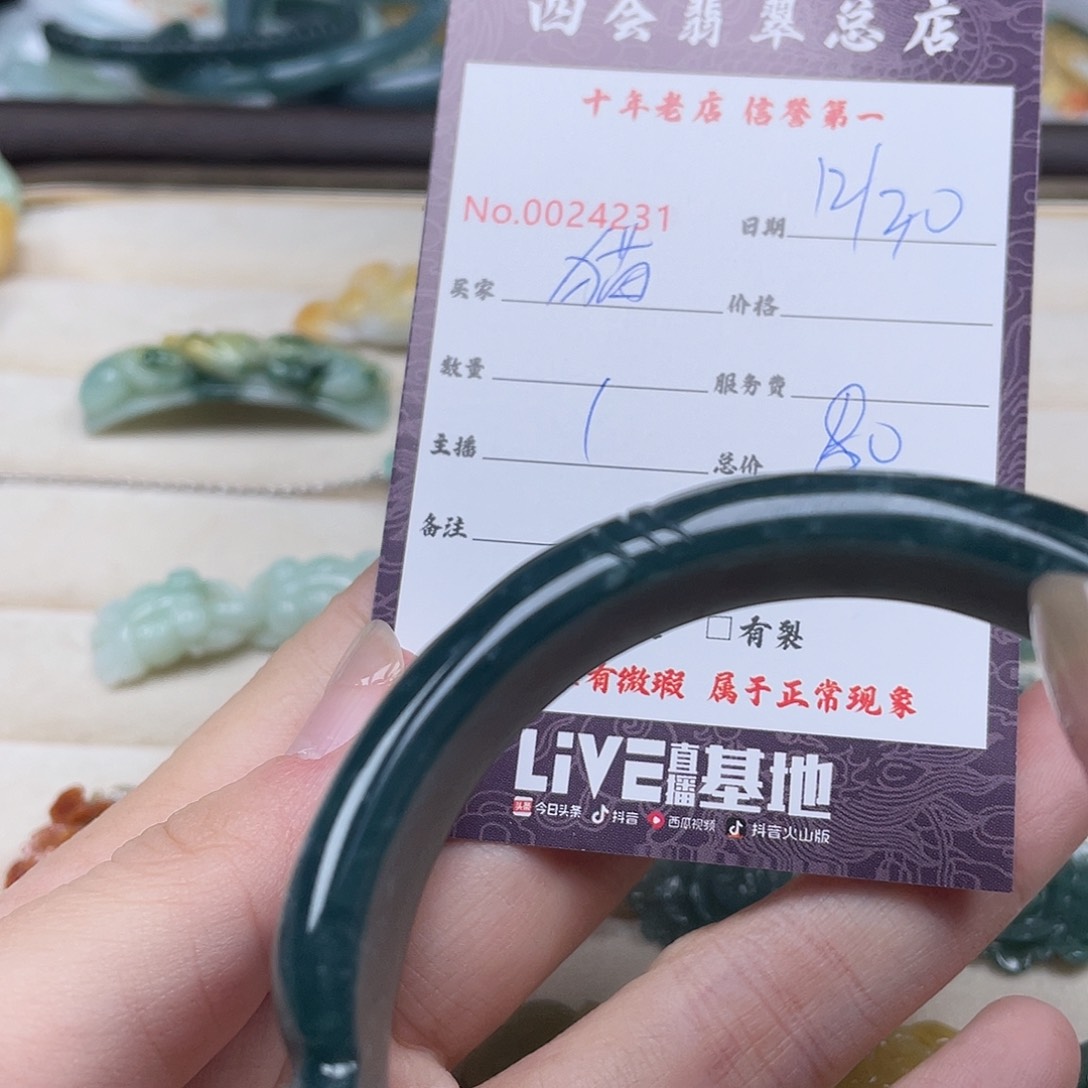 四会翡翠总店
十年老店 信誉第一
No.0024231 日期 12/20
买家 猫 价格
数量 服务费
主播 1 总价 80
备注
□有裂
有微瑕 属于正常现象
LiVE直播基地
头条 今日头条 抖音 西瓜视频 抖音火山版